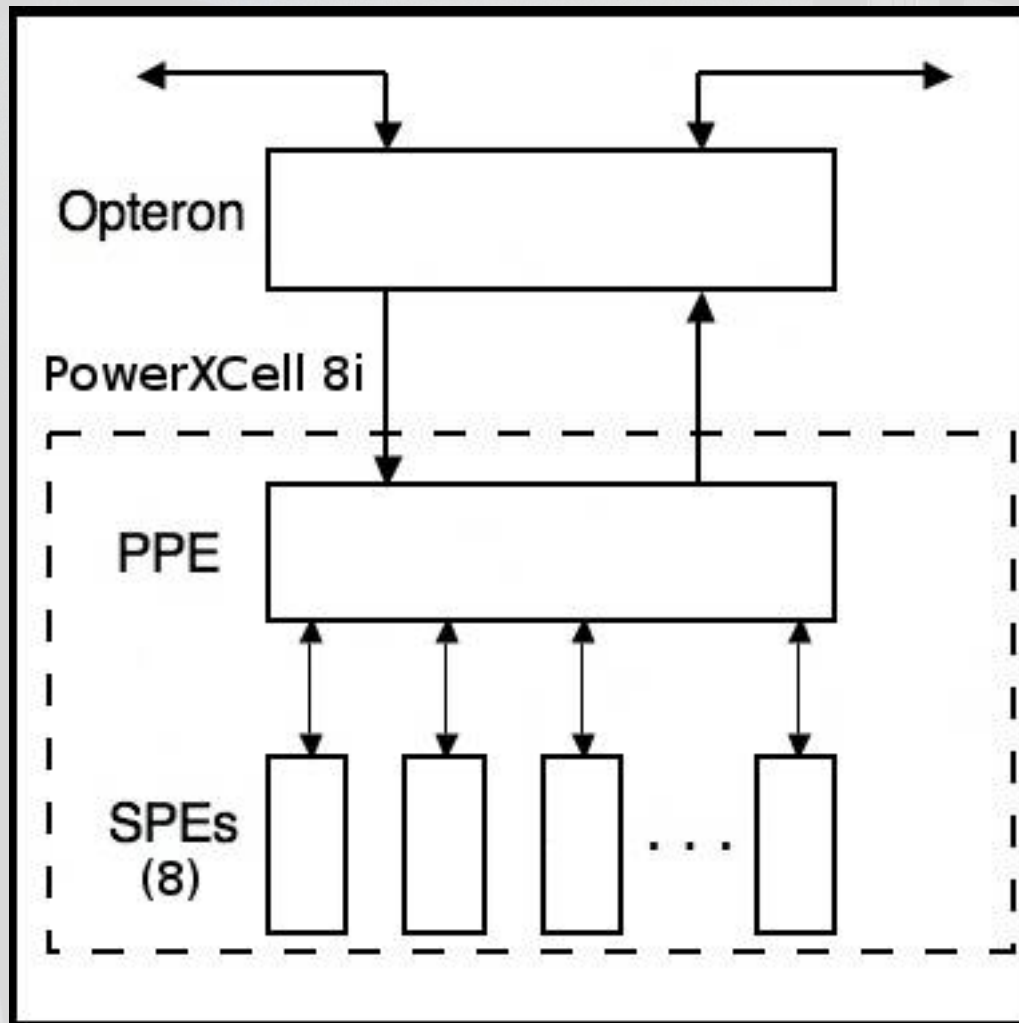 Opteron
PowerXCell 8i
PPE
SPEs
(8)
. . .